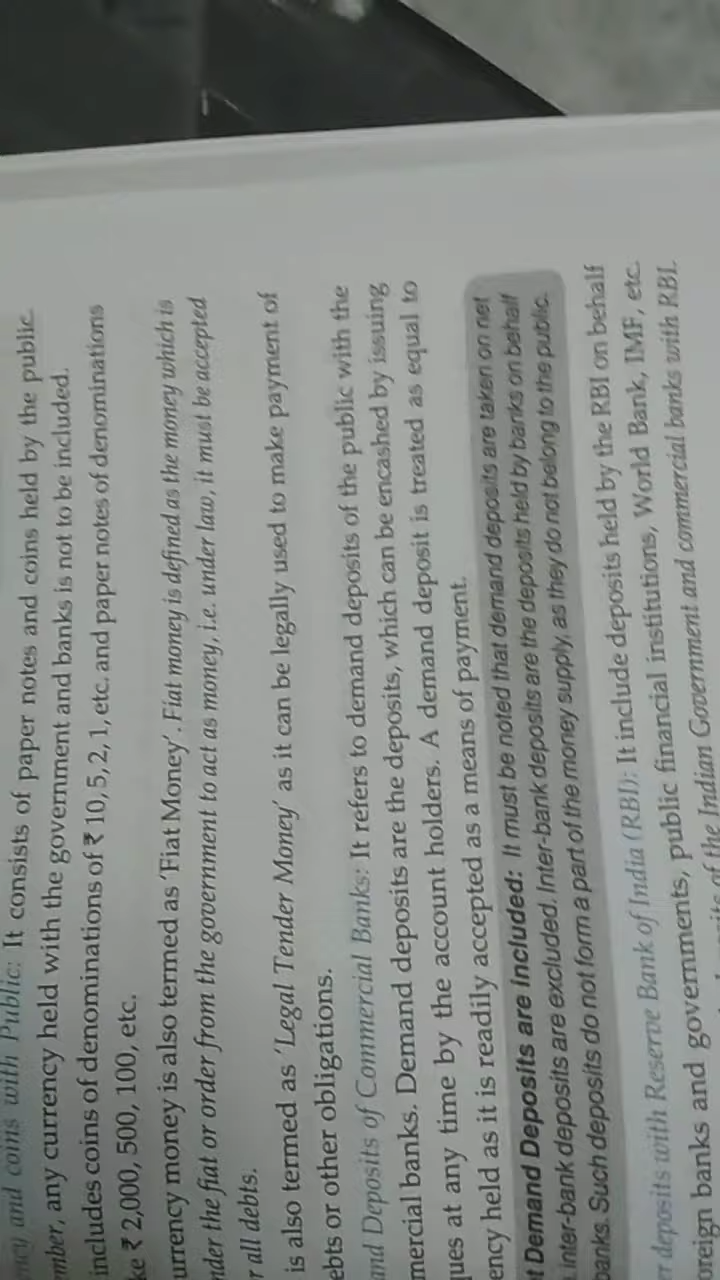 and coins with Public: It consists of paper notes and coins held by the public.
any currency held with the government and banks is not to be included.
includes coins of denominations of ₹ 10, 5, 2, 1, etc. and paper notes of denominations
ke ₹ 2,000, 500, 100, etc.
urrency money is also termed as 'Fiat Money'. Fiat money is defined as the money which is
nder the fiat or order from the government to act as money, i.e. under law, it must be accepted
r all debts.
is also termed as 'Legal Tender Money' as it can be legally used to make payment of
ebts or other obligations.
and Deposits of Commercial Banks: It refers to demand deposits of the public with the
mercial banks. Demand deposits are the deposits, which can be encashed by issuing
ues at any time by the account holders. A demand deposit is treated as equal to
ency held as it is readily accepted as a means of payment.
t Demand Deposits are included: It must be noted that demand deposits are taken on net
inter-bank deposits are excluded. Inter-bank deposits are the deposits held by banks on behalf
banks. Such deposits do not form a part of the money supply, as they do not belong to the public.
r deposits with Reserve Bank of India (RBI): It include deposits held by the RBI on behalf
oreign banks and governments, public financial institutions, World Bank, IMF, etc.
of the Indian Government and commercial banks with RBI.